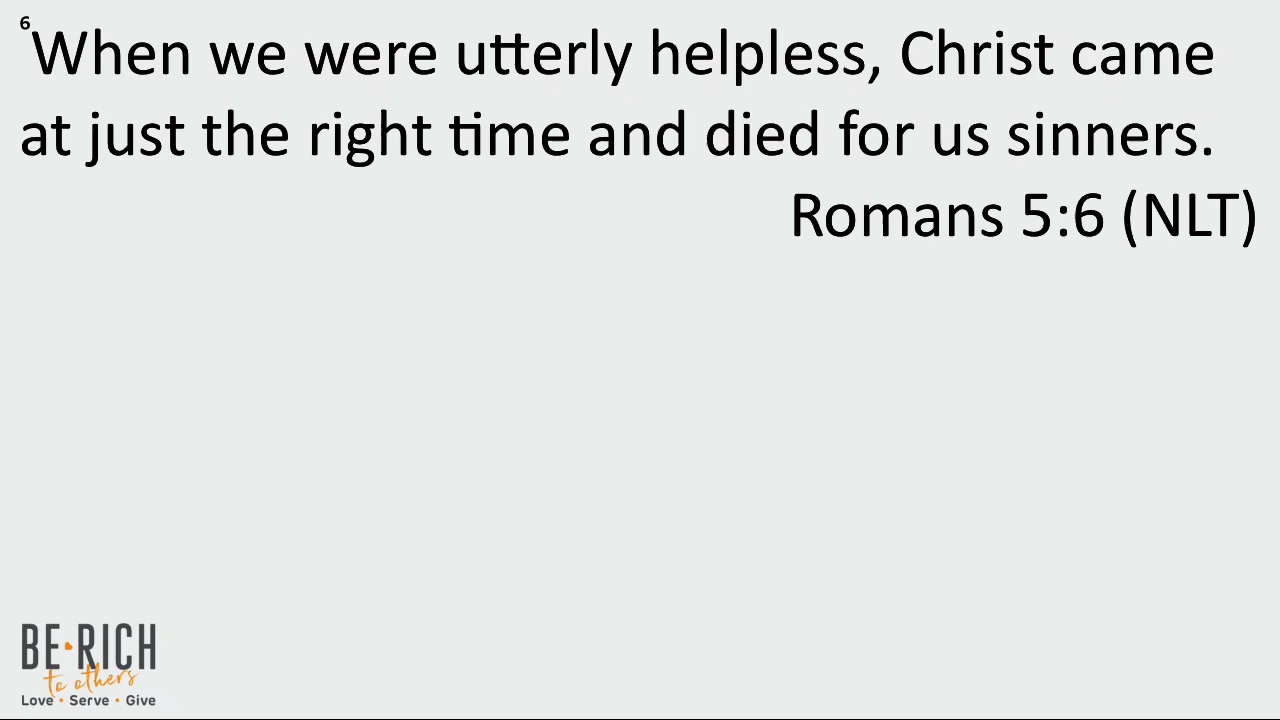 6When we were utterly helpless, Christ came
at just the right time and died for us sinners.
Romans 5:6 (NLT)
BE•RICH
to others
Love • Serve • Give